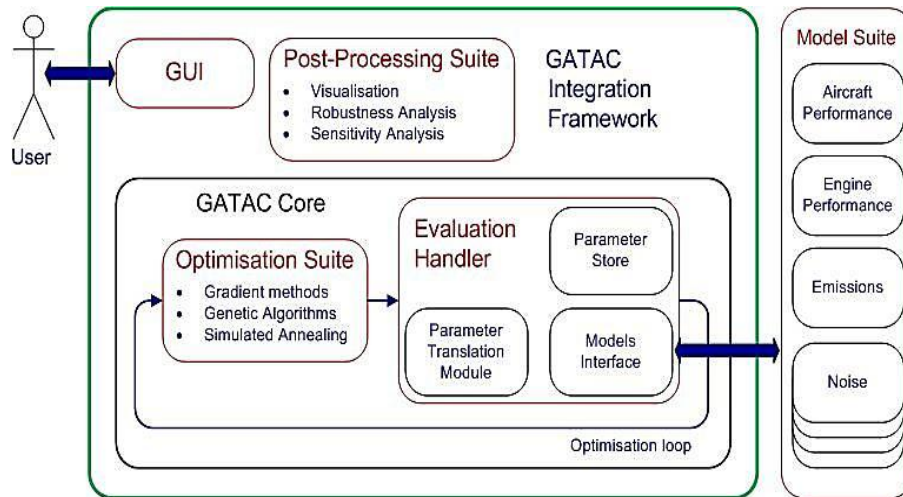 User
GUI
Post-Processing Suite
• Visualisation
• Robustness Analysis
• Sensitivity Analysis
GATAC
Integration
Framework
GATAC Core
Optimisation Suite
• Gradient methods
• Genetic Algorithms
• Simulated Annealing
Evaluation
Handler
Parameter
Store
Parameter
Translation
Module
Models
Interface
Optimisation loop
Model Suite
Aircraft
Performance
Engine
Performance
Emissions
Noise